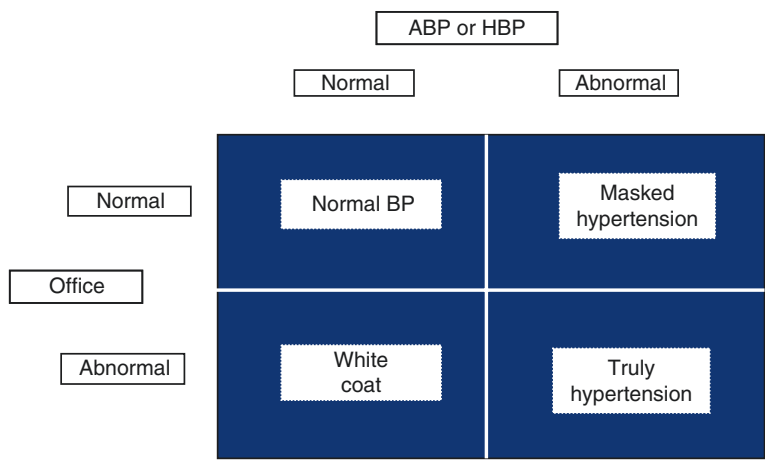 ABP or HBP
Normal
Abnormal
Normal
Normal BP
Masked
hypertension
Office
Abnormal
White
coat
Truly
hypertension